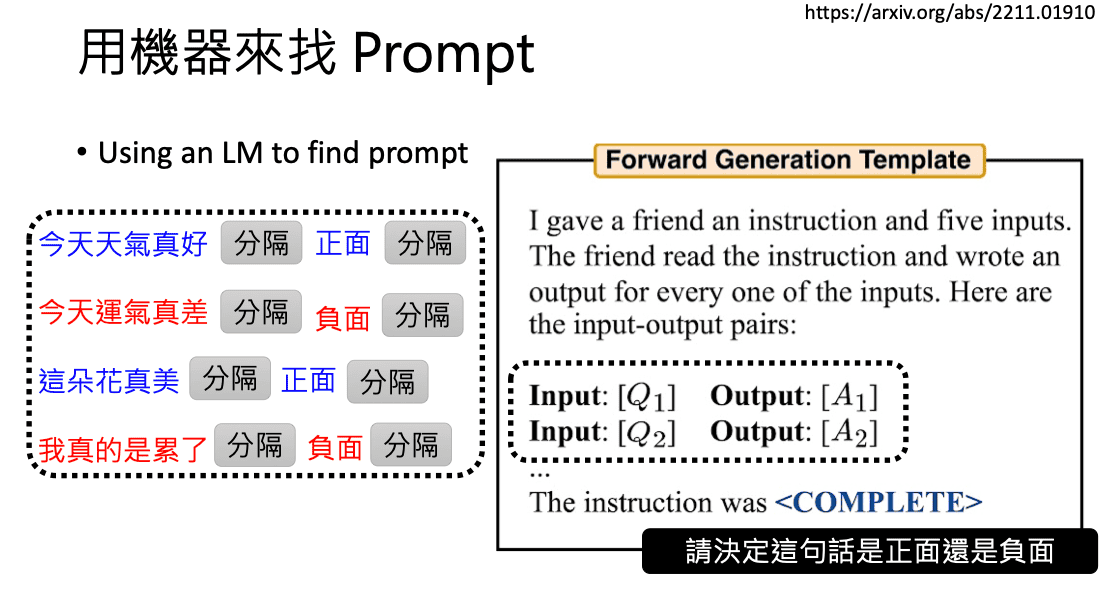 https://arxiv.org/abs/2211.01910
用機器來找 Prompt
• Using an LM to find prompt
今天天氣真好 分隔 正面 分隔
今天運氣真差 分隔 負面 分隔
這朵花真美 分隔 正面 分隔
我真的是累了 分隔 負面 分隔
Forward Generation Template
I gave a friend an instruction and five inputs.
The friend read the instruction and wrote an
output for every one of the inputs. Here are
the input-output pairs:
Input: [Q₁] Output: [A₁]
Input: [Q₂] Output: [A₂]
...
The instruction was <COMPLETE>
請決定這句話是正面還是負面